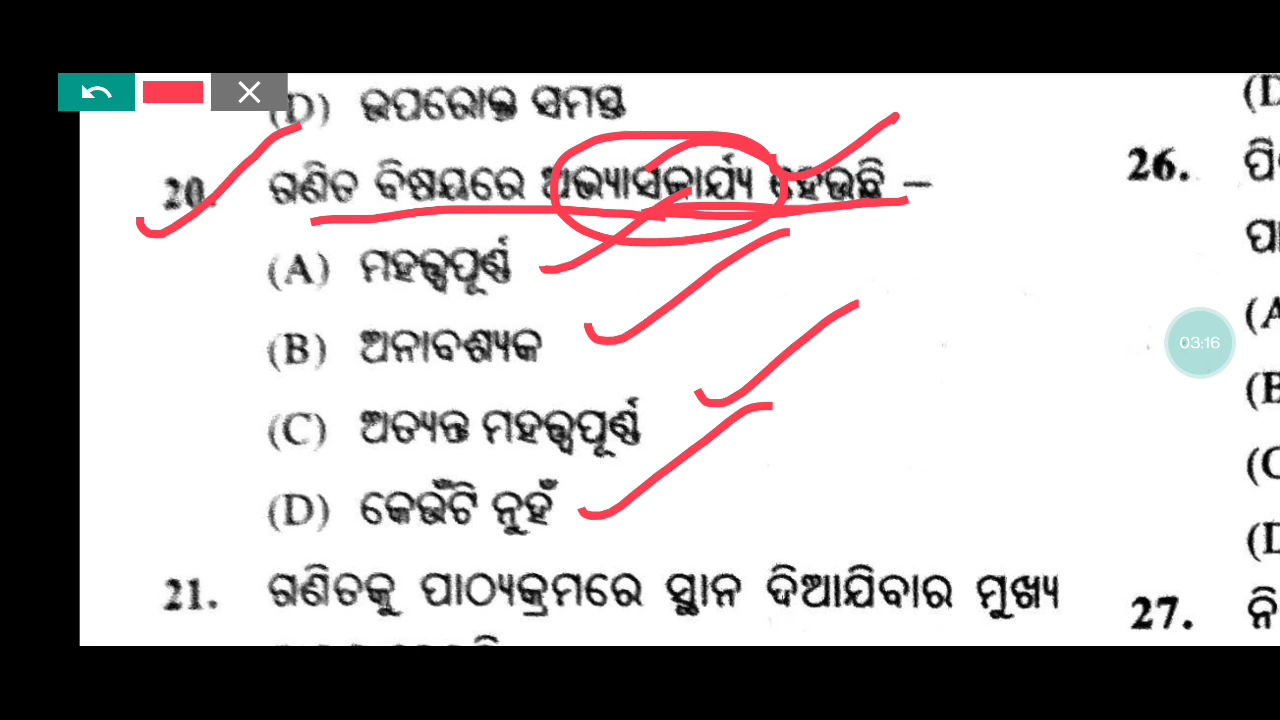 (D) ଉପରୋକ୍ତ ସମସ୍ତ
20. ଗଣିତ ବିଷୟରେ ଅଭ୍ୟାସକାର୍ଯ୍ୟ ହେଉଛି –
(A) ମହତ୍ତ୍ୱପୂର୍ଣ୍ଣ
(B) ଅନାବଶ୍ୟକ
(C) ଅତ୍ୟନ୍ତ ମହତ୍ତ୍ୱପୂର୍ଣ୍ଣ
(D) କେଉଁଟି ନୁହଁ
21. ଗଣିତକୁ ପାଠ୍ୟକ୍ରମରେ ସ୍ଥାନ ଦିଆଯିବାର ମୁଖ୍ୟ
26.
03:16
27.